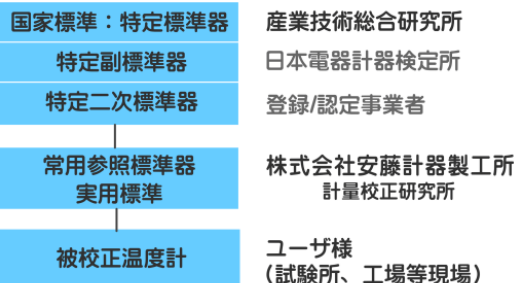 国家標準：特定標準器 産業技術総合研究所
特定副標準器 日本電器計器検定所
特定二次標準器 登録/認定事業者
常用参照標準器 株式会社安藤計器製工所
実用標準 計量校正研究所
被校正温度計 ユーザ様
（試験所、工場等現場）